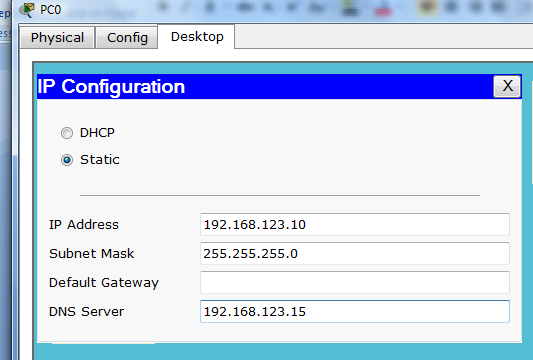 PC0
Physical Config Desktop
IP Configuration X
DHCP
Static
IP Address 192.168.123.10
Subnet Mask 255.255.255.0
Default Gateway
DNS Server 192.168.123.15